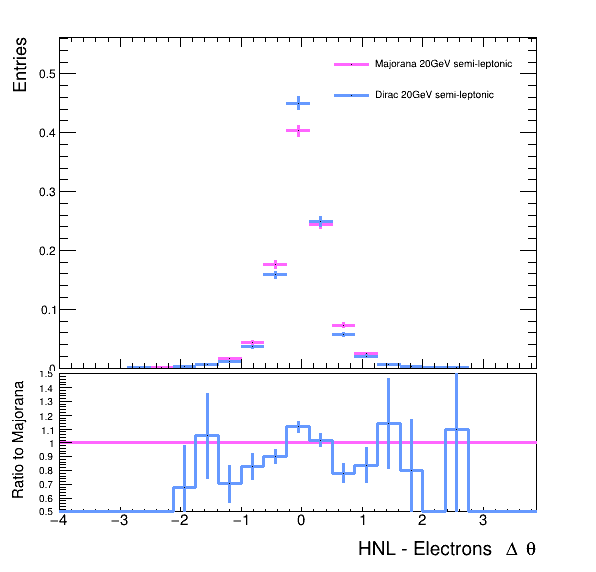 Entries
Majorana 20GeV semi-leptonic
Dirac 20GeV semi-leptonic
0.5
0.4
0.3
0.2
0.1
0
Ratio to Majorana
1.5
1.4
1.3
1.2
1.1
1
0.9
0.8
0.7
0.6
0.5
−4 −3 −2 −1 0 1 2 3
HNL - Electrons Δ θ